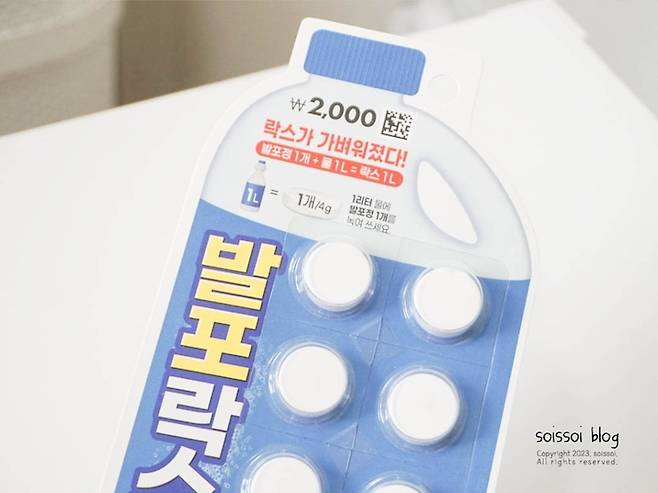 ₩2,000
락스가 가벼워졌다!
발포정 1개 + 물 1L = 락스 1L
1L = 1개/4g
1리터 물에
발포정 1개를
녹여 쓰세요
발포락스
soissoi blog
Copyright 2023, soissoi,
All rights reserved.